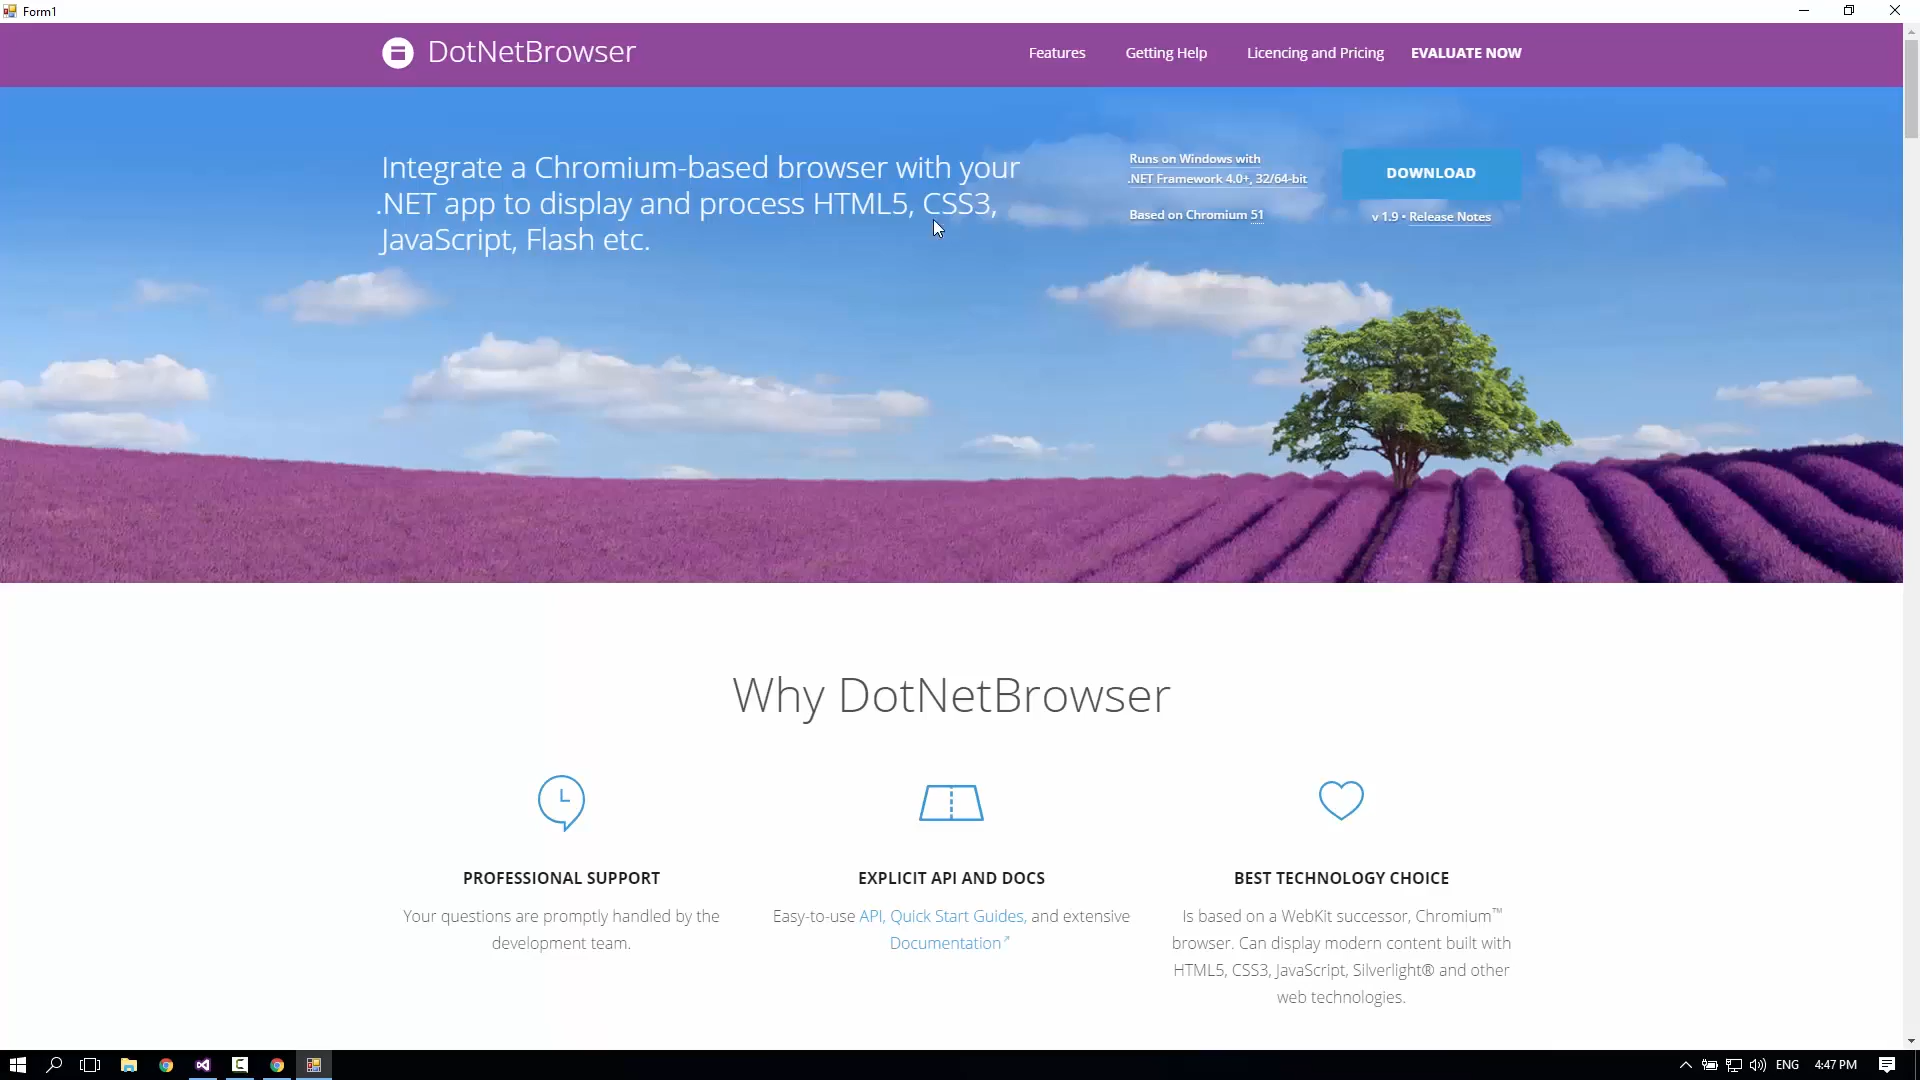 Form1
DotNetBrowser
Features
Getting Help
Licencing and Pricing
EVALUATE NOW
Integrate a Chromium-based browser with your
.NET app to display and process HTML5, CSS3,
JavaScript, Flash etc.
Runs on Windows with
.NET Framework 4.0+, 32/64-bit
Based on Chromium 51
DOWNLOAD
v 1.9 • Release Notes
Why DotNetBrowser
PROFESSIONAL SUPPORT
Your questions are promptly handled by the
development team.
EXPLICIT API AND DOCS
Easy-to-use API, Quick Start Guides, and extensive
Documentation↗
BEST TECHNOLOGY CHOICE
Is based on a WebKit successor, Chromium™
browser. Can display modern content built with
HTML5, CSS3, JavaScript, Silverlight® and other
web technologies.
ENG
4:47 PM